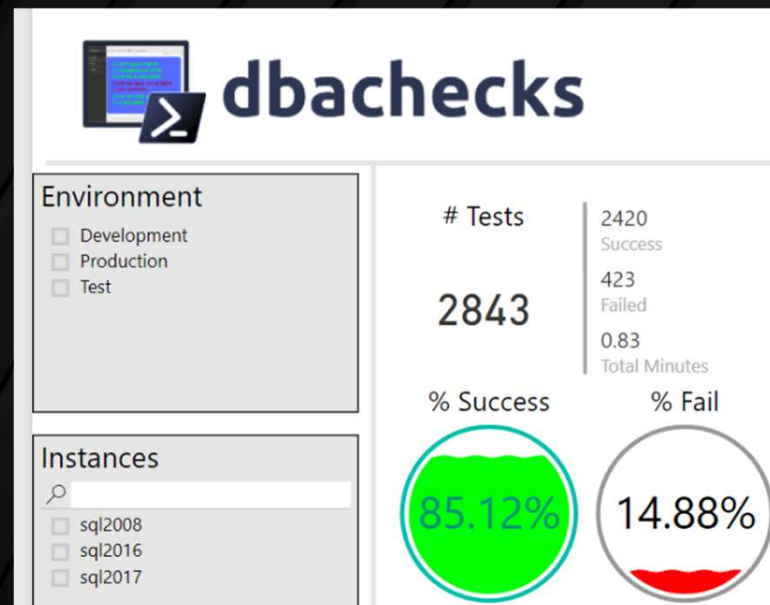 dbachecks
Environment
Development
Production
Test
Instances
sql2008
sql2016
sql2017
# Tests
2843
2420
Success
423
Failed
0.83
Total Minutes
% Success
85.12%
% Fail
14.88%